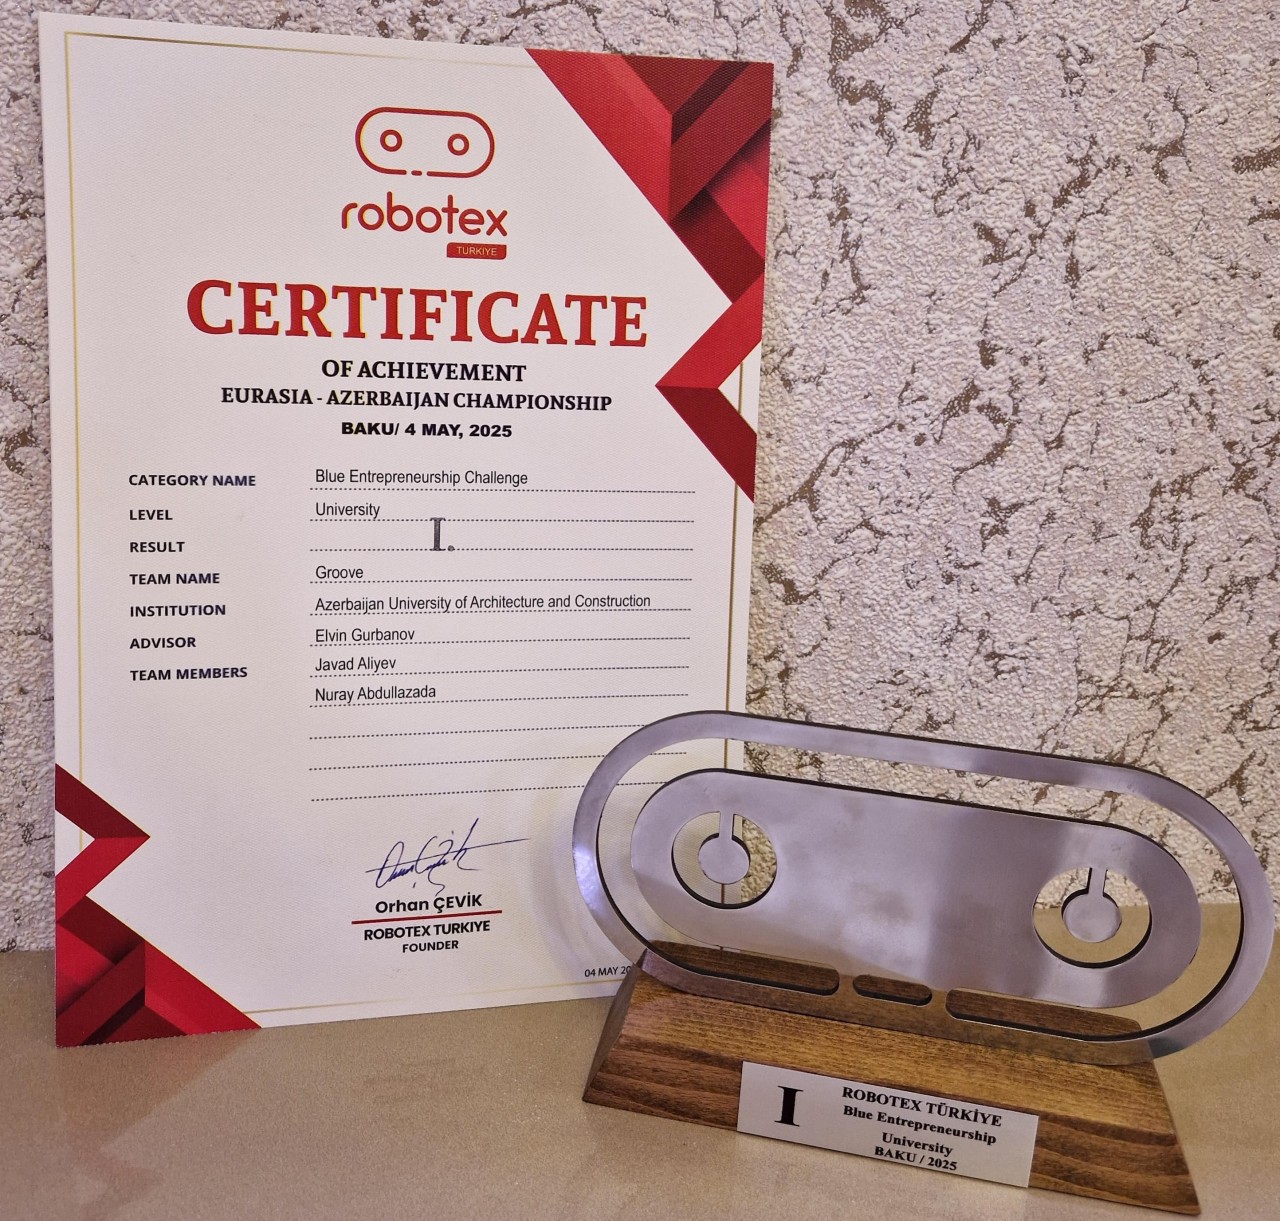 robotex
TURKIYE
CERTIFICATE
OF ACHIEVEMENT
EURASIA - AZERBAIJAN CHAMPIONSHIP
BAKU/ 4 MAY, 2025
CATEGORY NAME Blue Entrepreneurship Challenge
LEVEL University
RESULT I.
TEAM NAME Groove
INSTITUTION Azerbaijan University of Architecture and Construction
ADVISOR Elvin Gurbanov
TEAM MEMBERS Javad Aliyev
Nuray Abdullazada
Orhan ÇEVİK
ROBOTEX TURKIYE
FOUNDER
04 MAY 20
I
ROBOTEX TÜRKİYE
Blue Entrepreneurship
University
BAKU / 2025